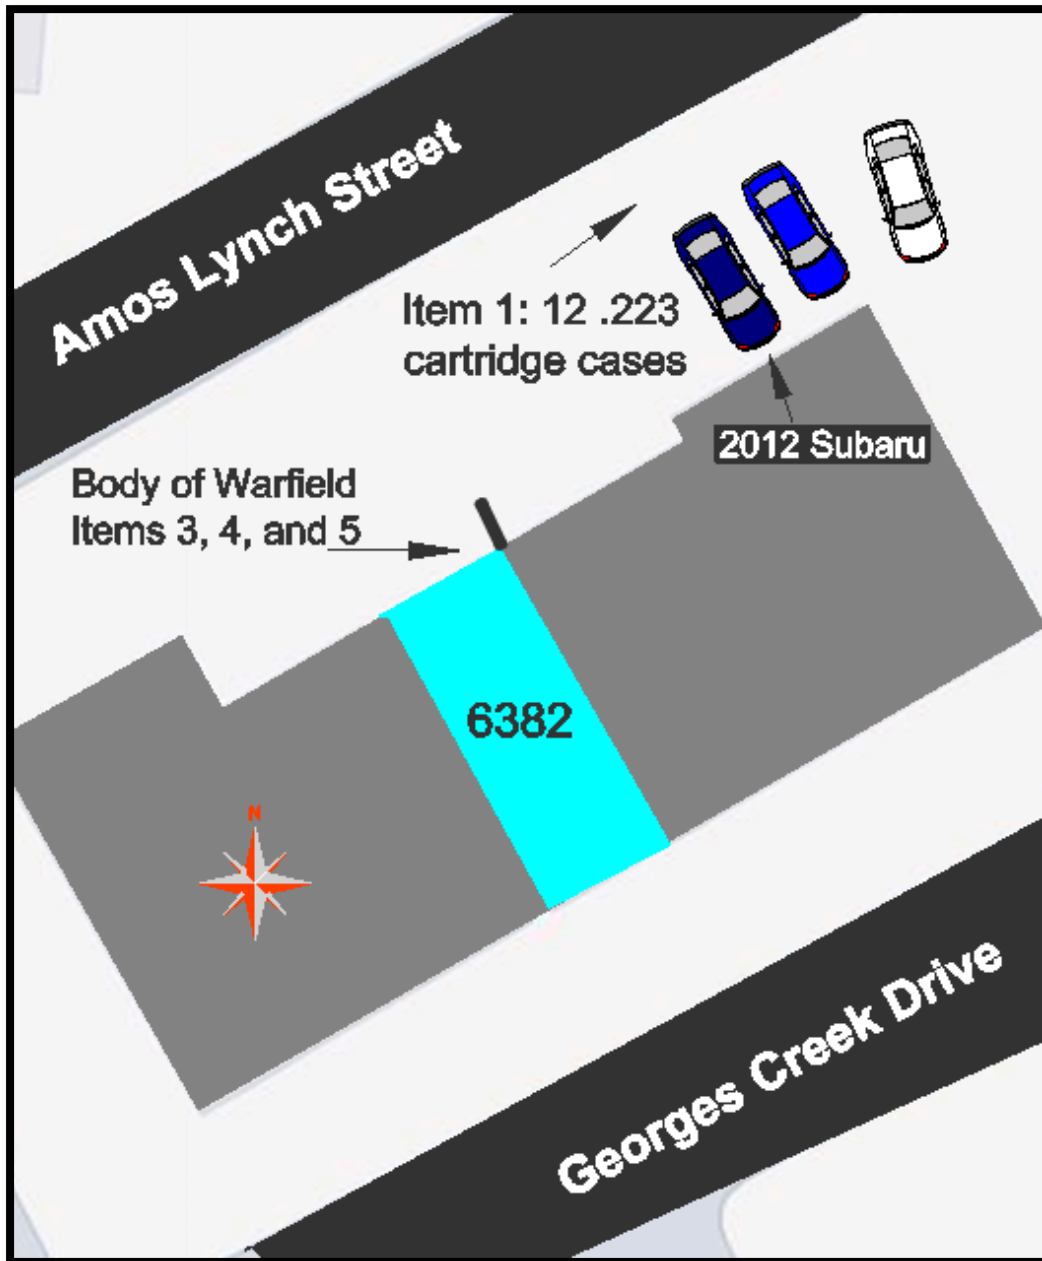 Amos Lynch Street
Item 1: 12 .223
cartridge cases
2012 Subaru
Body of Warfield
Items 3, 4, and 5
6382
N
Georges Creek Drive